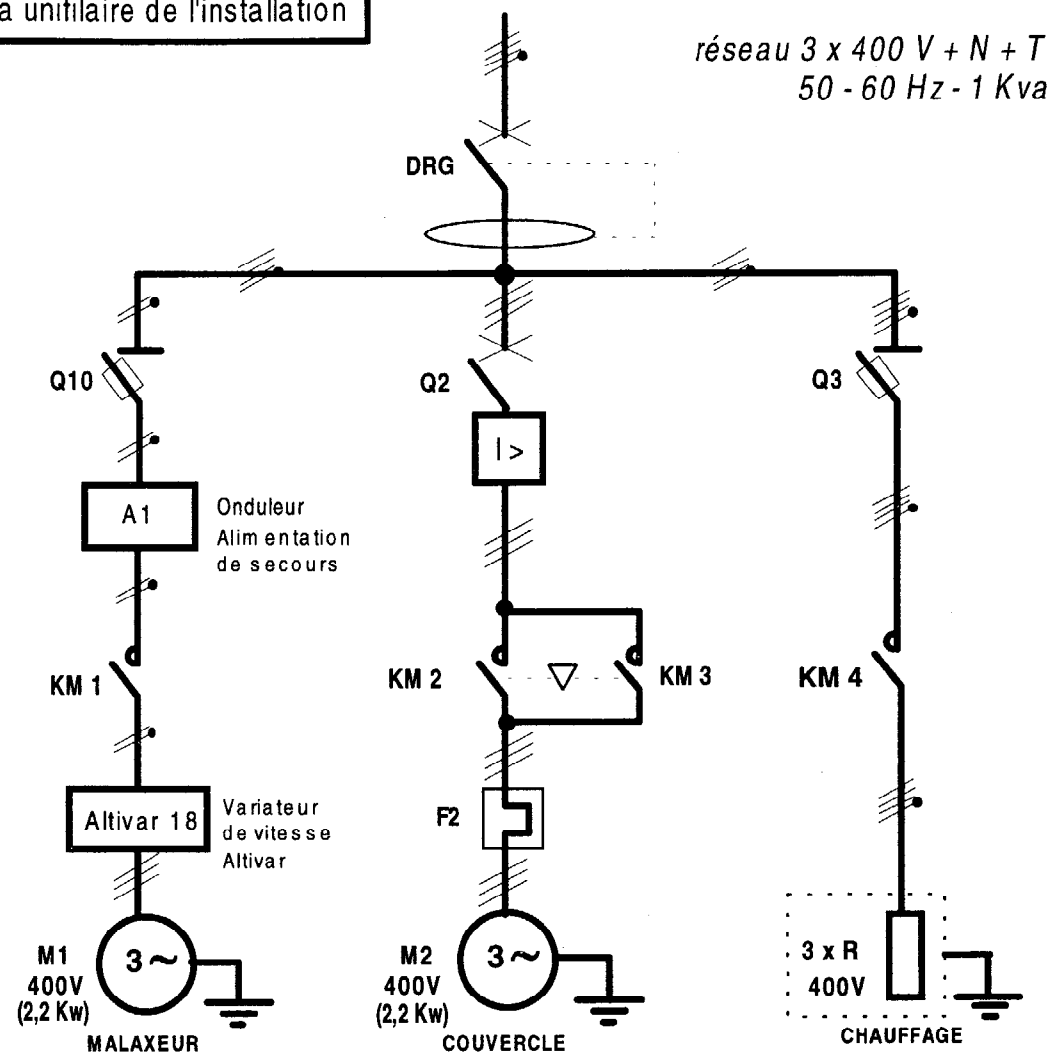 a unifilaire de l'installation
réseau 3 x 400 V + N + T
50 - 60 Hz - 1 Kva
DRG
Q10
Q2
Q3
I >
A1
Onduleur
Alimentation
de secours
KM 1
KM 2
KM 3
KM 4
Altivar 18
Variateur
de vitesse
Altivar
F2
M1
400V
(2,2 Kw)
3 ~
MALAXEUR
M2
400V
(2,2 Kw)
3 ~
COUVERCLE
3 x R
400V
CHAUFFAGE